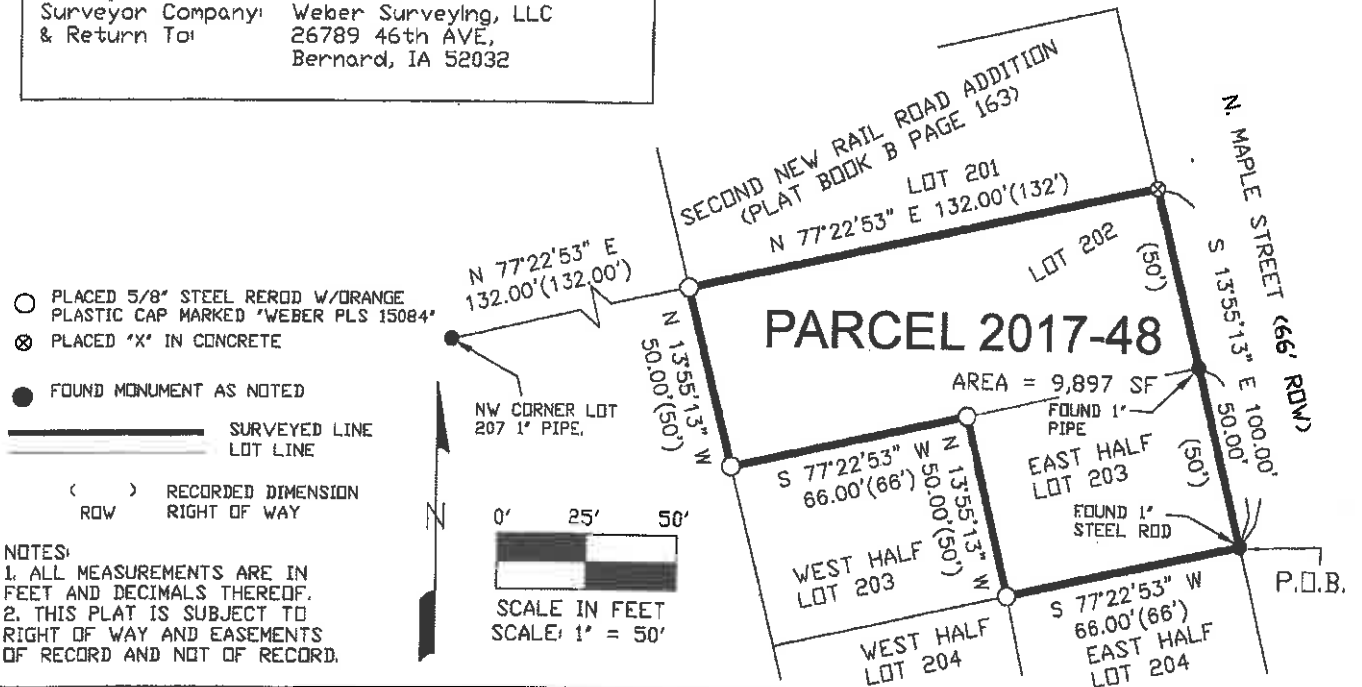 Surveyor Company: Weber Surveying, LLC
& Return To: 26789 46th AVE,
Bernard, IA 52032
SECOND NEW RAIL ROAD ADDITION
(PLAT BOOK B PAGE 163)
LOT 201
N 77°22'53" E 132.00'(132')
N. MAPLE STREET (66' ROW)
N 77°22'53" E
132.00'(132.00')
LOT 202
(50')
S 13°55'13" E 100.00'
50.00'
PARCEL 2017-48
AREA = 9,897 SF
N 13°55'13" W
50.00'(50')
○ PLACED 5/8" STEEL REROD W/ORANGE
PLASTIC CAP MARKED "WEBER PLS 15084"
⊗ PLACED "X" IN CONCRETE
● FOUND MONUMENT AS NOTED
SURVEYED LINE
LOT LINE
( ) RECORDED DIMENSION
ROW RIGHT OF WAY
NW CORNER LOT
207 1" PIPE.
FOUND 1"
PIPE
S 77°22'53" W
66.00'(66')
N 13°55'13" W
50.00'(50')
EAST HALF
LOT 203
(50')
FOUND 1"
STEEL ROD
P.O.B.
WEST HALF
LOT 203
S 77°22'53" W
66.00'(66')
WEST HALF
LOT 204
EAST HALF
LOT 204
N
0' 25' 50'
SCALE IN FEET
SCALE: 1" = 50'
NOTES:
1. ALL MEASUREMENTS ARE IN
FEET AND DECIMALS THEREOF.
2. THIS PLAT IS SUBJECT TO
RIGHT OF WAY AND EASEMENTS
OF RECORD AND NOT OF RECORD.